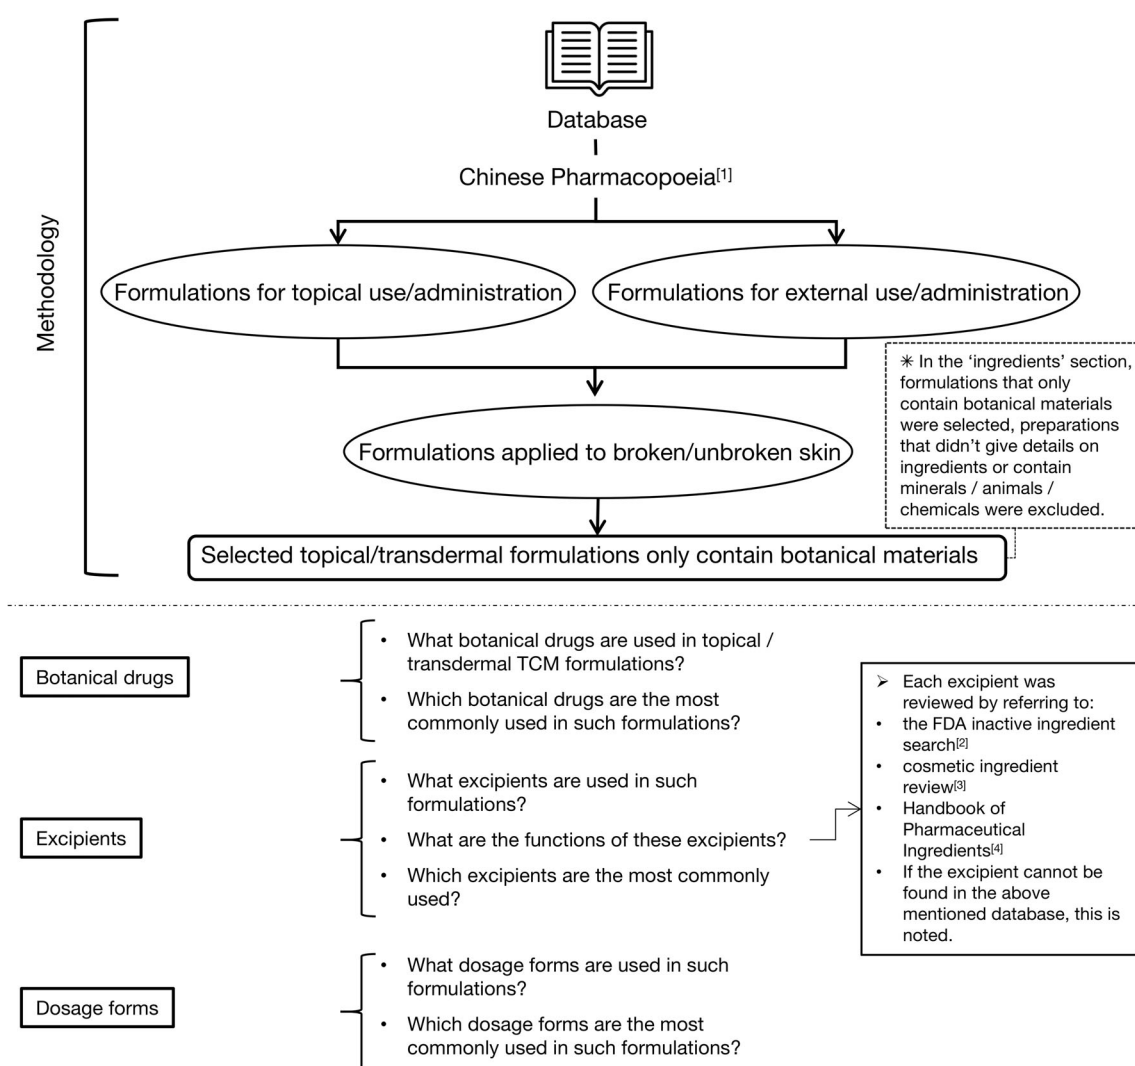 Methodology
Database
Chinese Pharmacopoeia[1]
Formulations for topical use/administration
Formulations for external use/administration
✳ In the ‘ingredients’ section,
formulations that only
contain botanical materials
were selected, preparations
that didn’t give details on
ingredients or contain
minerals / animals /
chemicals were excluded.
Formulations applied to broken/unbroken skin
Selected topical/transdermal formulations only contain botanical materials
Botanical drugs
• What botanical drugs are used in topical /
transdermal TCM formulations?
• Which botanical drugs are the most
commonly used in such formulations?
Excipients
• What excipients are used in such
formulations?
• What are the functions of these excipients?
• Which excipients are the most commonly
used?
➢ Each excipient was
reviewed by referring to:
• the FDA inactive ingredient
search[2]
• cosmetic ingredient
review[3]
• Handbook of
Pharmaceutical
Ingredients[4]
• If the excipient cannot be
found in the above
mentioned database, this is
noted.
Dosage forms
• What dosage forms are used in such
formulations?
• Which dosage forms are the most
commonly used in such formulations?